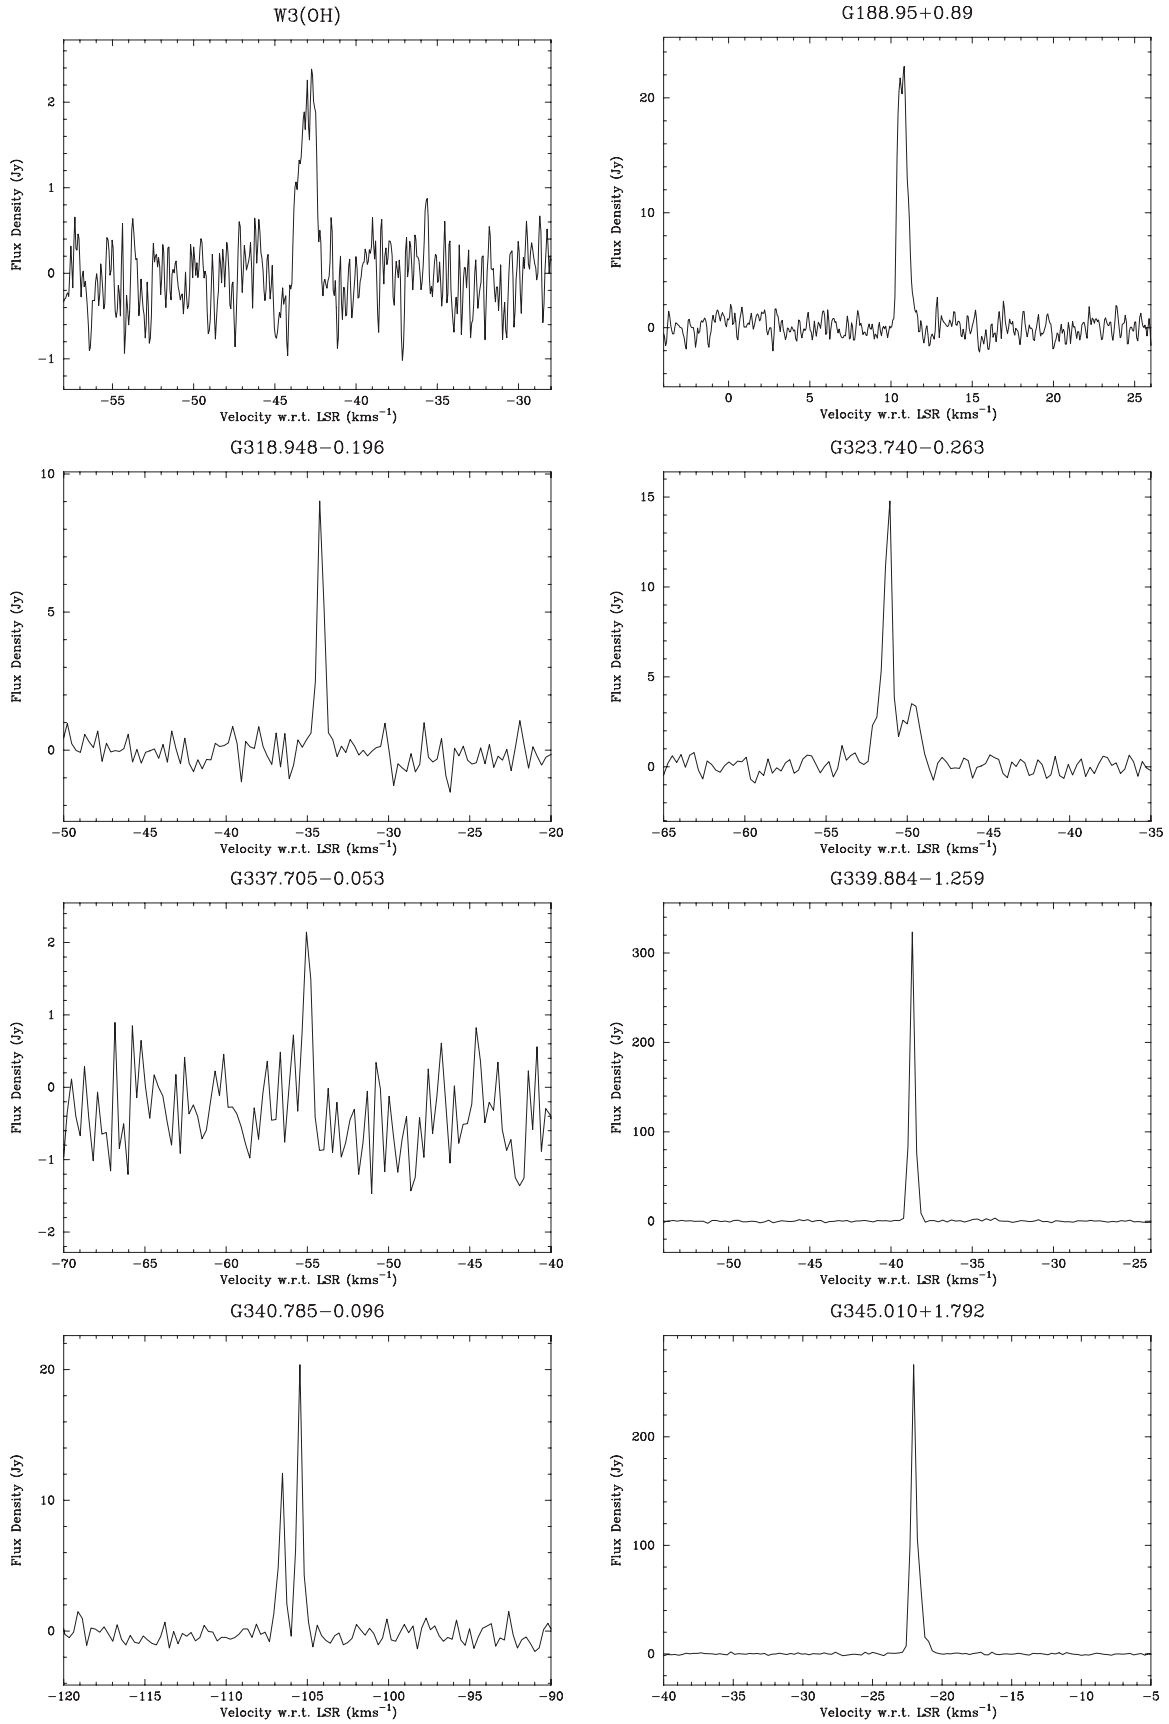 W3(OH)
Flux Density (Jy)
2
1
0
−1
−55 −50 −45 −40 −35 −30
Velocity w.r.t. LSR (kms⁻¹)
G188.95+0.89
Flux Density (Jy)
20
10
0
0 5 10 15 20 25
Velocity w.r.t. LSR (kms⁻¹)
G318.948−0.196
Flux Density (Jy)
10
5
0
−50 −45 −40 −35 −30 −25 −20
Velocity w.r.t. LSR (kms⁻¹)
G323.740−0.263
Flux Density (Jy)
15
10
5
0
−65 −60 −55 −50 −45 −40 −35
Velocity w.r.t. LSR (kms⁻¹)
G337.705−0.053
Flux Density (Jy)
2
1
0
−1
−2
−70 −65 −60 −55 −50 −45 −40
Velocity w.r.t. LSR (kms⁻¹)
G339.884−1.259
Flux Density (Jy)
300
200
100
0
−50 −45 −40 −35 −30 −25
Velocity w.r.t. LSR (kms⁻¹)
G340.785−0.096
Flux Density (Jy)
20
10
0
−120 −115 −110 −105 −100 −95 −90
Velocity w.r.t. LSR (kms⁻¹)
G345.010+1.792
Flux Density (Jy)
200
100
0
−40 −35 −30 −25 −20 −15 −10 −5
Velocity w.r.t. LSR (kms⁻¹)